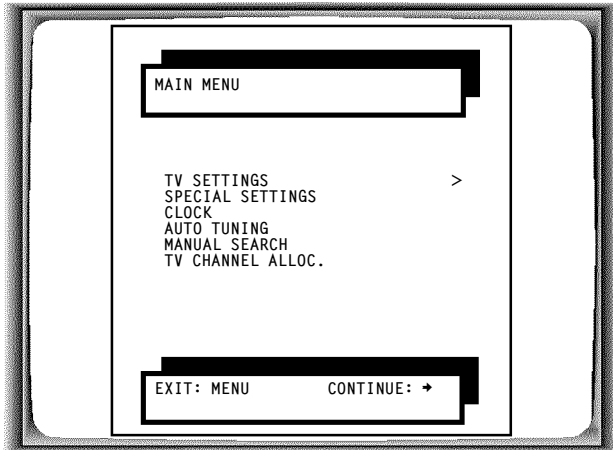 MAIN MENU
TV SETTINGS >
SPECIAL SETTINGS
CLOCK
AUTO TUNING
MANUAL SEARCH
TV CHANNEL ALLOC.
EXIT: MENU CONTINUE: ➜